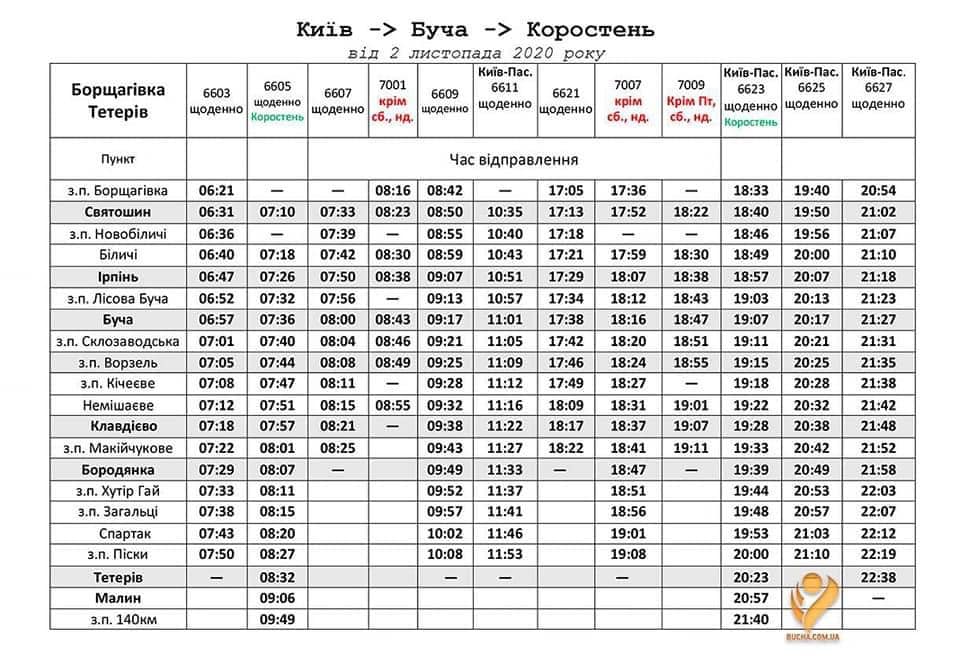 Київ -> Буча -> Коростень
від 2 листопада 2020 року
Борщагівка Тетерів | 6603 щоденно | 6605 щоденно Коростень | 6607 щоденно | 7001 крім сб., нд. | 6609 щоденно | Київ-Пас. 6611 щоденно | 6621 щоденно | 7007 крім сб., нд. | 7009 Крім Пт, сб., нд. | Київ-Пас. 6623 щоденно Коростень | Київ-Пас. 6625 щоденно | Київ-Пас. 6627 щоденно
Пункт | Час відправлення
з.п. Борщагівка | 06:21 | — | — | 08:16 | 08:42 | — | 17:05 | 17:36 | — | 18:33 | 19:40 | 20:54
Святошин | 06:31 | 07:10 | 07:33 | 08:23 | 08:50 | 10:35 | 17:13 | 17:52 | 18:22 | 18:40 | 19:50 | 21:02
з.п. Новобіличі | 06:36 | — | 07:39 | — | 08:55 | 10:40 | 17:18 | — | — | 18:46 | 19:56 | 21:07
Біличі | 06:40 | 07:18 | 07:42 | 08:30 | 08:59 | 10:43 | 17:21 | 17:59 | 18:30 | 18:49 | 20:00 | 21:10
Ірпінь | 06:47 | 07:26 | 07:50 | 08:38 | 09:07 | 10:51 | 17:29 | 18:07 | 18:38 | 18:57 | 20:07 | 21:18
з.п. Лісова Буча | 06:52 | 07:32 | 07:56 | — | 09:13 | 10:57 | 17:34 | 18:12 | 18:43 | 19:03 | 20:13 | 21:23
Буча | 06:57 | 07:36 | 08:00 | 08:43 | 09:17 | 11:01 | 17:38 | 18:16 | 18:47 | 19:07 | 20:17 | 21:27
з.п. Склозаводська | 07:01 | 07:40 | 08:04 | 08:46 | 09:21 | 11:05 | 17:42 | 18:20 | 18:51 | 19:11 | 20:21 | 21:31
з.п. Ворзель | 07:05 | 07:44 | 08:08 | 08:49 | 09:25 | 11:09 | 17:46 | 18:24 | 18:55 | 19:15 | 20:25 | 21:35
з.п. Кічеєве | 07:08 | 07:47 | 08:11 | — | 09:28 | 11:12 | 17:49 | 18:27 | — | 19:18 | 20:28 | 21:38
Немішаєве | 07:12 | 07:51 | 08:15 | 08:55 | 09:32 | 11:16 | 18:09 | 18:31 | 19:01 | 19:22 | 20:32 | 21:42
Клавдієво | 07:18 | 07:57 | 08:21 | — | 09:38 | 11:22 | 18:17 | 18:37 | 19:07 | 19:28 | 20:38 | 21:48
з.п. Макійчукове | 07:22 | 08:01 | 08:25 | | 09:43 | 11:27 | 18:22 | 18:41 | 19:11 | 19:33 | 20:42 | 21:52
Бородянка | 07:29 | 08:07 | — | | 09:49 | 11:33 | — | 18:47 | — | 19:39 | 20:49 | 21:58
з.п. Хутір Гай | 07:33 | 08:11 | | | 09:52 | 11:37 | | 18:51 | | 19:44 | 20:53 | 22:03
з.п. Загальці | 07:38 | 08:15 | | | 09:57 | 11:41 | | 18:56 | | 19:48 | 20:57 | 22:07
Спартак | 07:43 | 08:20 | | | 10:02 | 11:46 | | 19:01 | | 19:53 | 21:03 | 22:12
з.п. Піски | 07:50 | 08:27 | | | 10:08 | 11:53 | | 19:08 | | 20:00 | 21:10 | 22:19
Тетерів | — | 08:32 | | | — | — | | — | | 20:23 | | 22:38
Малин | | 09:06 | | | | | | | | 20:57 | | —
з.п. 140км | | 09:49 | | | | | | | | 21:40 | |
BUCHA.COM.UA